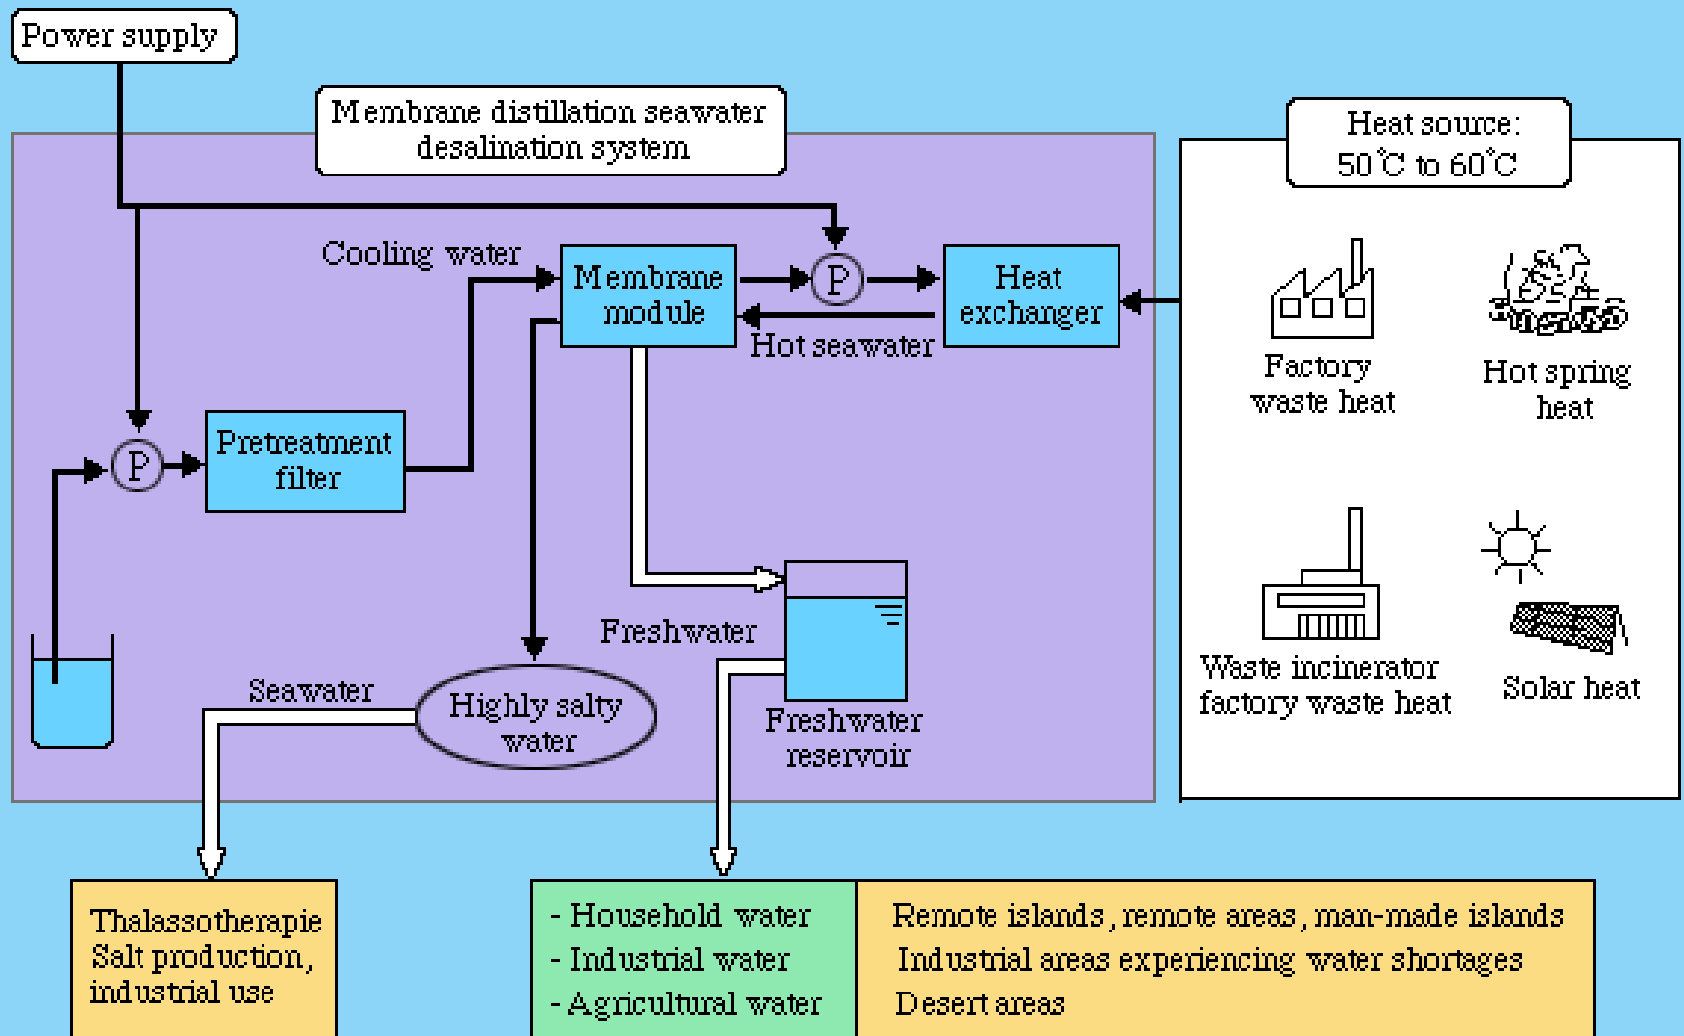 Power supply
Membrane distillation seawater
desalination system
Heat source:
50°C to 60°C
Cooling water
Membrane
module
P
Heat
exchanger
Hot seawater
Factory
waste heat
Hot spring
heat
P
Pretreatment
filter
Freshwater
Waste incinerator
factory waste heat
Solar heat
Seawater
Highly salty
water
Freshwater
reservoir
Thalassotherapie
Salt production,
industrial use
- Household water
- Industrial water
- Agricultural water
Remote islands, remote areas, man-made islands
Industrial areas experiencing water shortages
Desert areas